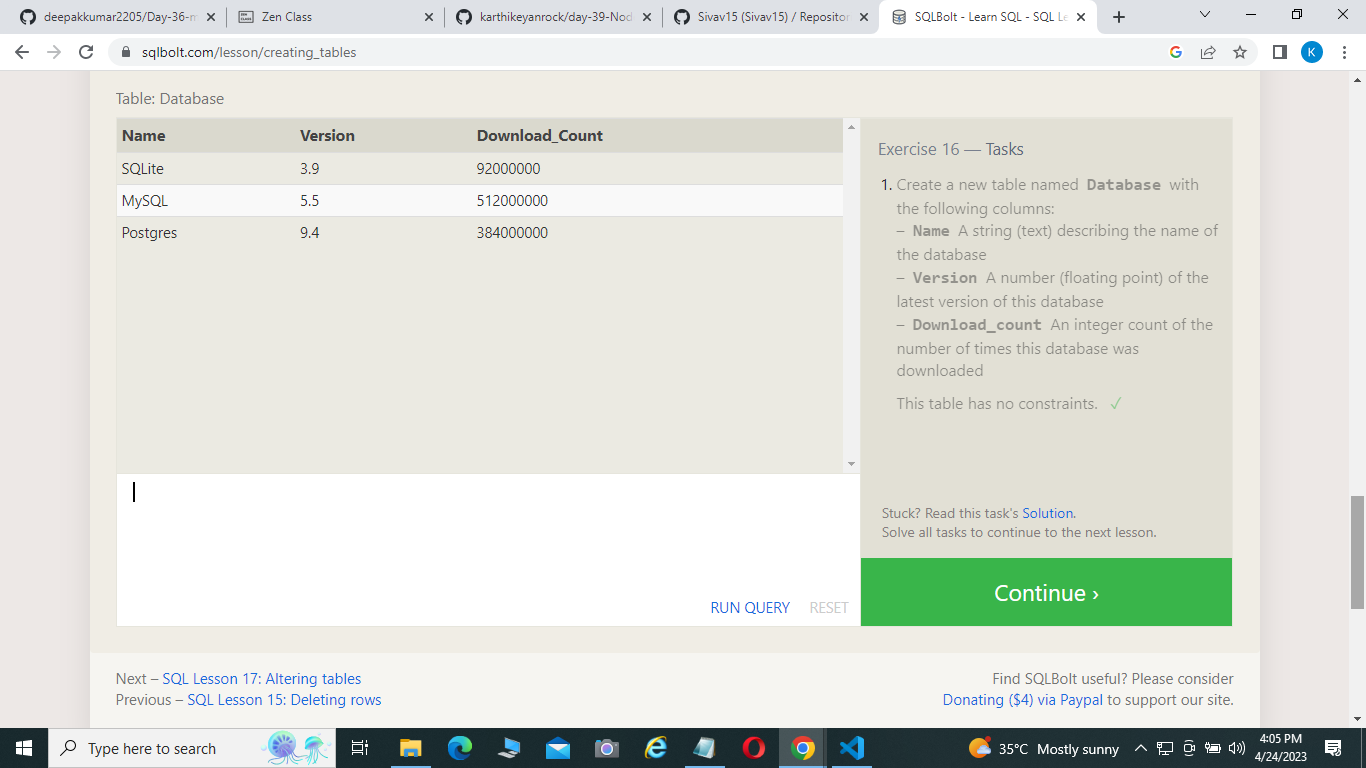 deepakkumar2205/Day-36-m
Zen Class
karthikeyanrock/day-39-Nod
Sivav15 (Sivav15) / Repositor
SQLBolt - Learn SQL - SQL Le
sqlbolt.com/lesson/creating_tables
K
Table: Database
Name Version Download_Count
SQLite 3.9 92000000
MySQL 5.5 512000000
Postgres 9.4 384000000
Exercise 16 — Tasks
1. Create a new table named Database with
the following columns:
– Name A string (text) describing the name of
the database
– Version A number (floating point) of the
latest version of this database
– Download_count An integer count of the
number of times this database was
downloaded
This table has no constraints. ✓
Stuck? Read this task's Solution.
Solve all tasks to continue to the next lesson.
RUN QUERY RESET
Continue ›
Next – SQL Lesson 17: Altering tables
Previous – SQL Lesson 15: Deleting rows
Find SQLBolt useful? Please consider
Donating ($4) via Paypal to support our site.
Type here to search
35°C Mostly sunny
4:05 PM
4/24/2023